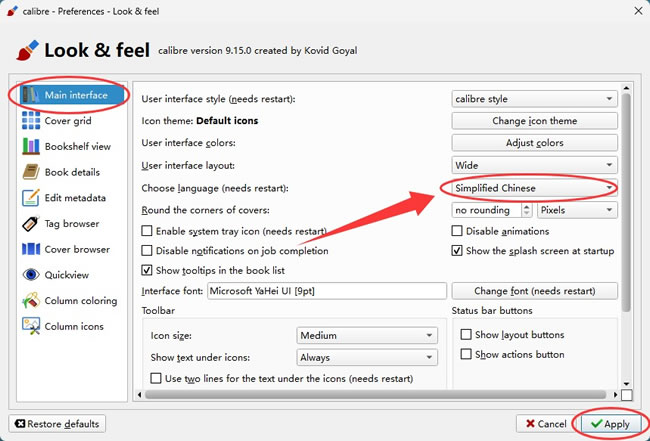 calibre - Preferences - Look & feel
Look & feel calibre version 9.15.0 created by Kovid Goyal
Main interface
Cover grid
Bookshelf view
Book details
Edit metadata
Tag browser
Cover browser
Quickview
Column coloring
Column icons
User interface style (needs restart): calibre style
Icon theme: Default icons Change icon theme
User interface colors: Adjust colors
User interface layout: Wide
Choose language (needs restart): Simplified Chinese
Round the corners of covers: no rounding Pixels
Enable system tray icon (needs restart) Disable animations
Disable notifications on job completion Show the splash screen at startup
Show tooltips in the book list
Interface font: Microsoft YaHei UI [9pt] Change font (needs restart)
Toolbar Status bar buttons
Icon size: Medium Show layout buttons
Show text under icons: Always Show actions button
Use two lines for the text under the icons (needs restart)
Restore defaults Cancel Apply